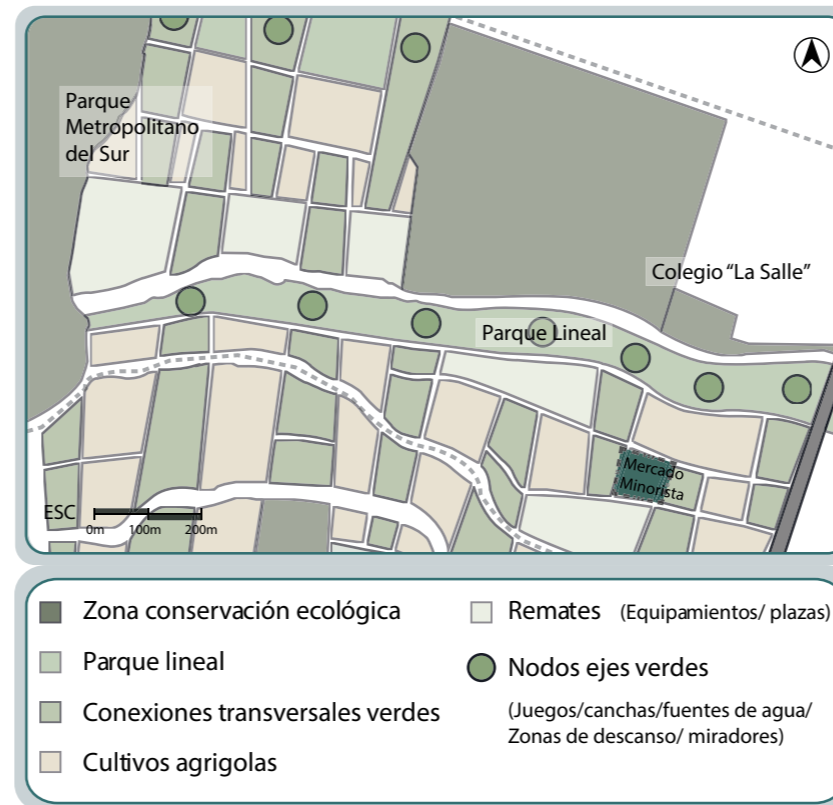 Parque
Metropolitano
del Sur
Colegio “La Salle”
Parque Lineal
Mercado
Minorista
ESC
0m 100m 200m
Zona conservación ecológica
Parque lineal
Conexiones transversales verdes
Cultivos agrigolas
Remates (Equipamientos/ plazas)
Nodos ejes verdes
(Juegos/canchas/fuentes de agua/
Zonas de descanso/ miradores)